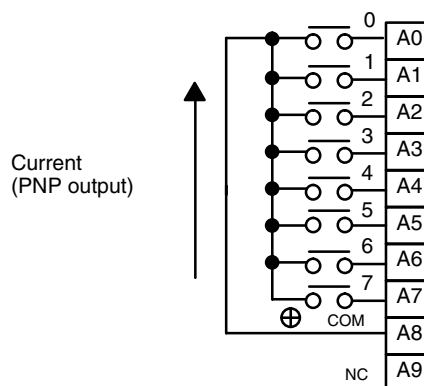 0 A0
1 A1
2 A2
3 A3
4 A4
5 A5
6 A6
7 A7
COM A8
NC A9
Current
(PNP output)